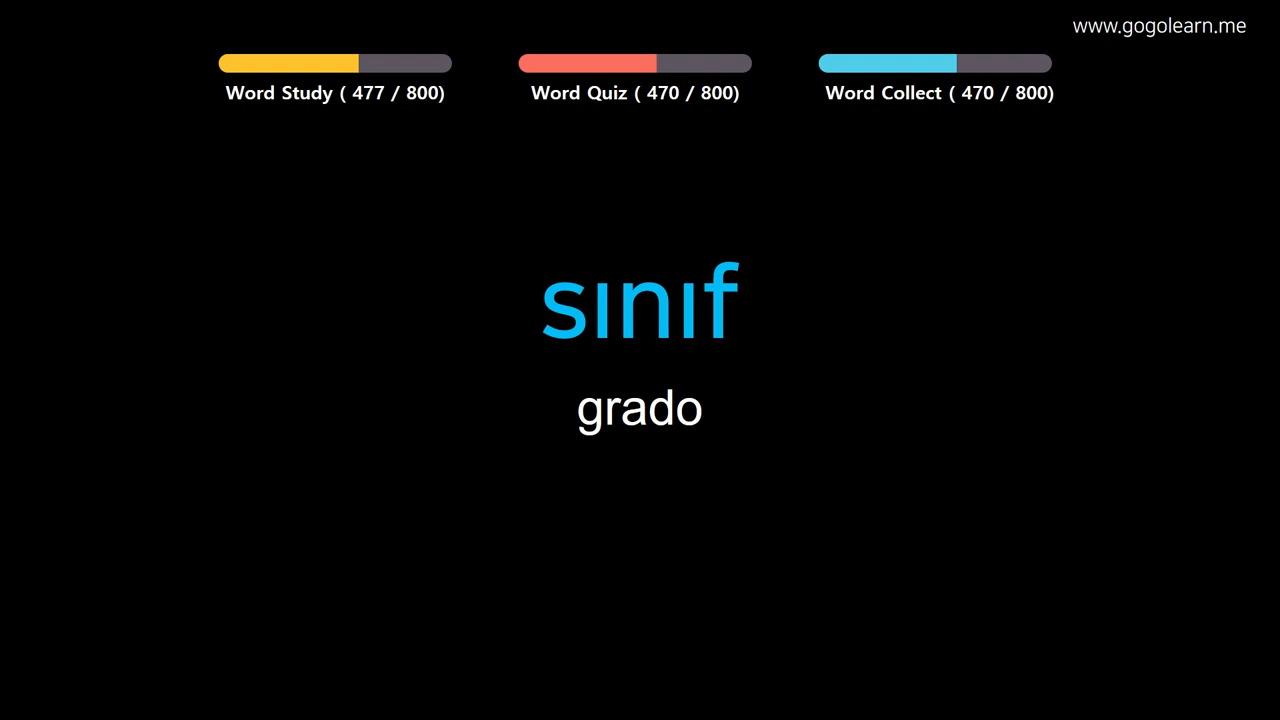 www.gogolearn.me
Word Study ( 477 / 800)
Word Quiz ( 470 / 800)
Word Collect ( 470 / 800)
sınıf
grado